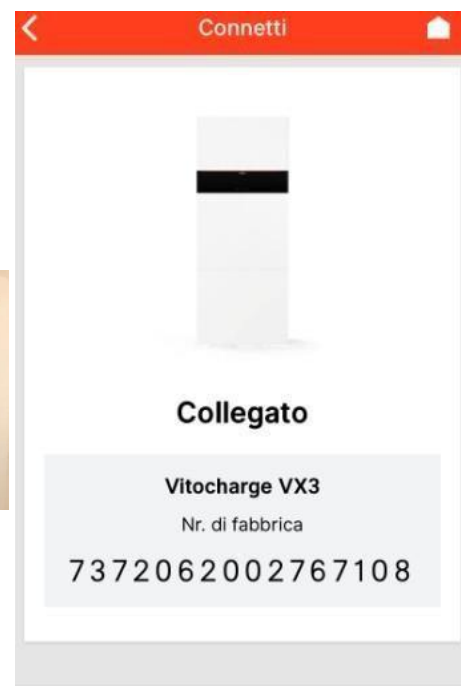 Connetti
Collegato
Vitocharge VX3
Nr. di fabbrica
7372062002767108